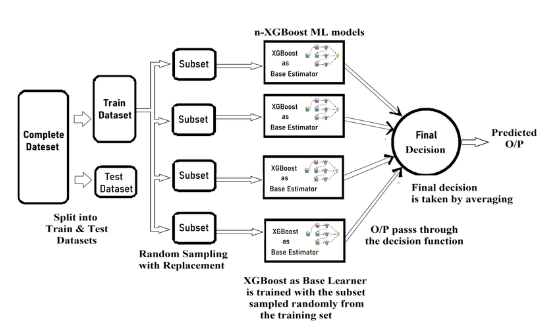 n-XGBoost ML models
Complete
Dateset
Train
Dataset
Test
Dataset
Split into
Train & Test
Datasets
Subset
Subset
Subset
Subset
Random Sampling
with Replacement
XGBoost
as
Base Estimator
XGBoost
as
Base Estimator
XGBoost
as
Base Estimator
XGBoost
as
Base Estimator
XGBoost as Base Learner
is trained with the subset
sampled randomly from
the training set
Final
Decision
Predicted
O/P
Final decision
is taken by averaging
O/P pass through
the decision function